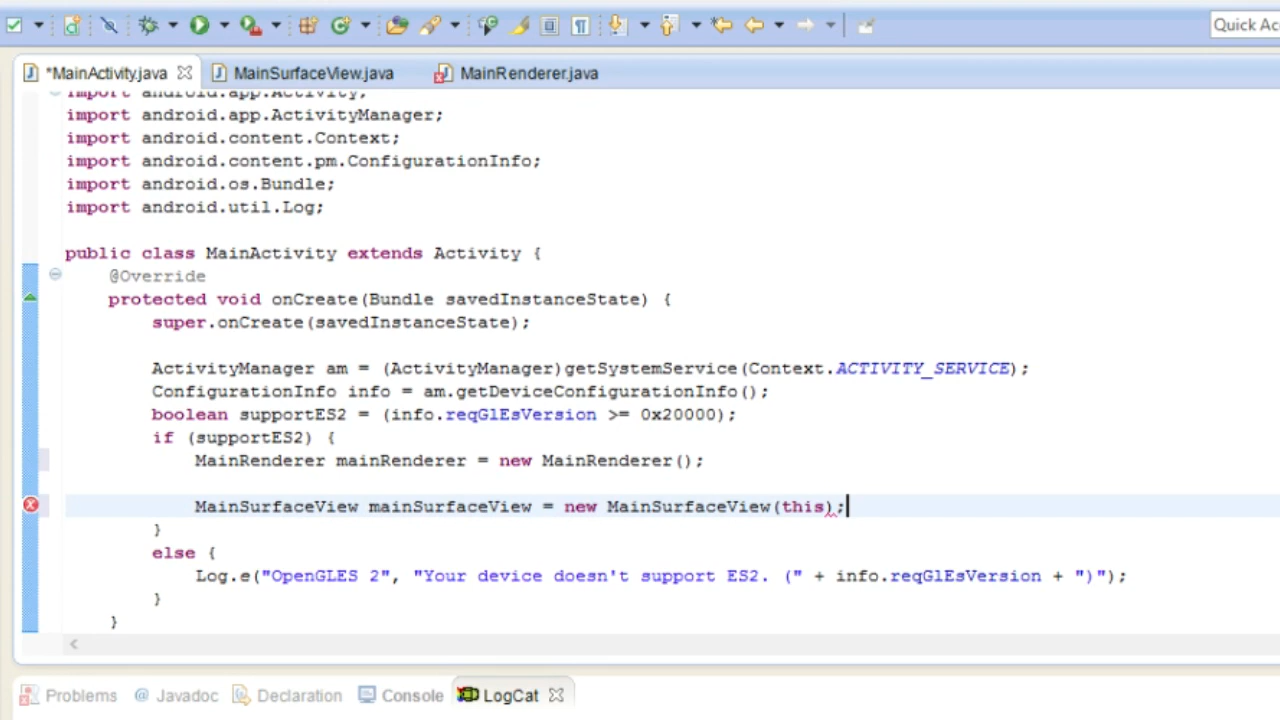 Quick Ac
*MainActivity.java MainSurfaceView.java MainRenderer.java
import android.app.Activity;
import android.app.ActivityManager;
import android.content.Context;
import android.content.pm.ConfigurationInfo;
import android.os.Bundle;
import android.util.Log;
public class MainActivity extends Activity {
@Override
protected void onCreate(Bundle savedInstanceState) {
super.onCreate(savedInstanceState);
ActivityManager am = (ActivityManager)getSystemService(Context.ACTIVITY_SERVICE);
ConfigurationInfo info = am.getDeviceConfigurationInfo();
boolean supportES2 = (info.reqGlEsVersion >= 0x20000);
if (supportES2) {
MainRenderer mainRenderer = new MainRenderer();
MainSurfaceView mainSurfaceView = new MainSurfaceView(this);
}
else {
Log.e("OpenGLES 2", "Your device doesn't support ES2. (" + info.reqGlEsVersion + ")");
}
}
Problems @ Javadoc Declaration Console LogCat